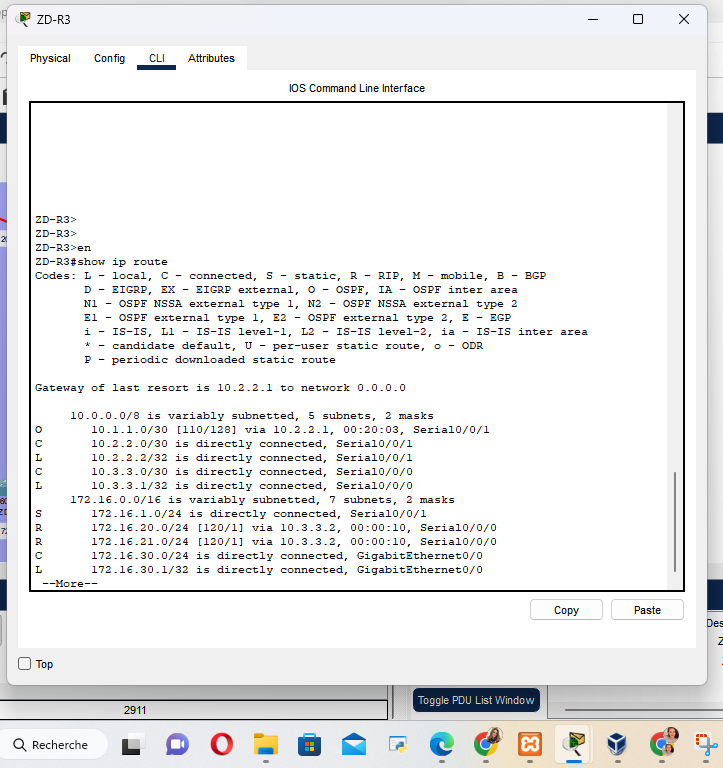 ZD-R3
Physical Config CLI Attributes
IOS Command Line Interface
ZD-R3>
ZD-R3>
ZD-R3>en
ZD-R3#show ip route
Codes: L - local, C - connected, S - static, R - RIP, M - mobile, B - BGP
D - EIGRP, EX - EIGRP external, O - OSPF, IA - OSPF inter area
N1 - OSPF NSSA external type 1, N2 - OSPF NSSA external type 2
E1 - OSPF external type 1, E2 - OSPF external type 2, E - EGP
i - IS-IS, L1 - IS-IS level-1, L2 - IS-IS level-2, ia - IS-IS inter area
* - candidate default, U - per-user static route, o - ODR
P - periodic downloaded static route
Gateway of last resort is 10.2.2.1 to network 0.0.0.0
10.0.0.0/8 is variably subnetted, 5 subnets, 2 masks
O 10.1.1.0/30 [110/128] via 10.2.2.1, 00:20:03, Serial0/0/1
C 10.2.2.0/30 is directly connected, Serial0/0/1
L 10.2.2.2/32 is directly connected, Serial0/0/1
C 10.3.3.0/30 is directly connected, Serial0/0/0
L 10.3.3.1/32 is directly connected, Serial0/0/0
172.16.0.0/16 is variably subnetted, 7 subnets, 2 masks
S 172.16.1.0/24 is directly connected, Serial0/0/1
R 172.16.20.0/24 [120/1] via 10.3.3.2, 00:00:10, Serial0/0/0
R 172.16.21.0/24 [120/1] via 10.3.3.2, 00:00:10, Serial0/0/0
C 172.16.30.0/24 is directly connected, GigabitEthernet0/0
L 172.16.30.1/32 is directly connected, GigabitEthernet0/0
--More--
Copy Paste
Top
Toggle PDU List Window
2911
Recherche